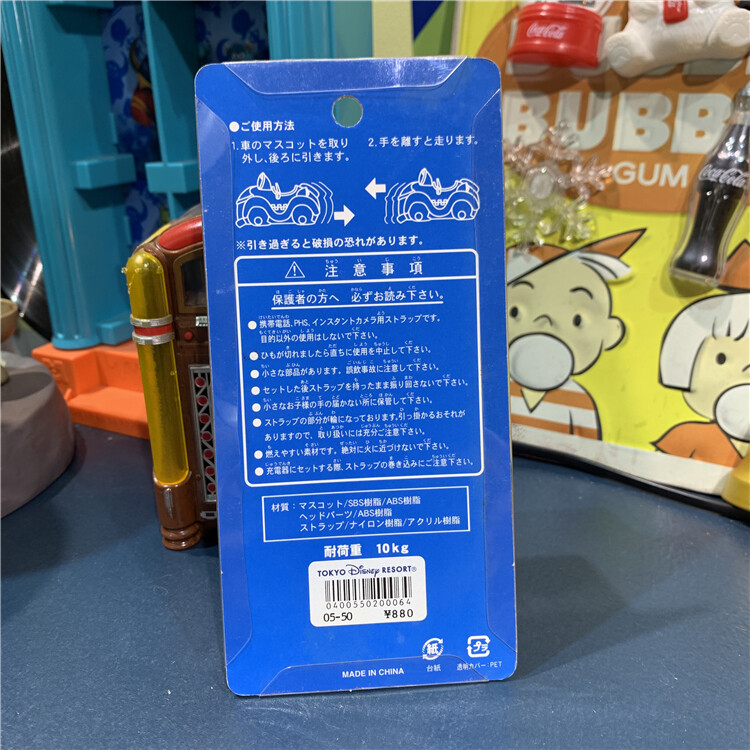 ●ご使用方法
1.車のマスコットを取り外し、後ろに引きます。
2.手を離すと走ります。
※引き過ぎると破損の恐れがあります。
⚠ 注意事項
保護者の方へ 必ずお読み下さい。
●携帯電話、PHS、インスタントカメラ用ストラップです。
目的以外の使用はしないで下さい。
●ひもが切れましたら直ちに使用を中止して下さい。
●小さな部品があります。誤飲事故に注意して下さい。
●セットした後ストラップを持ったまま振り回さないで下さい。
●小さなお子様の手の届かない所に保管して下さい。
●ストラップの部分が輪になっております。引っ掛かるおそれが
ありますので、取り扱いには充分ご注意下さい。
●燃えやすい素材です。絶対に火に近づけないで下さい。
●充電器にセットする際、ストラップの巻き込みにご注意下さい。
材質：マスコット/SBS樹脂/ABS樹脂
ヘッドパーツ/ABS樹脂
ストラップ/ナイロン樹脂/アクリル樹脂
耐荷重 10kg
TOKYO Disney RESORT®
0400550200064
05-50 ¥880
紙
台紙
プラ
透明カバー：PET
MADE IN CHINA
Coca-Cola
BUBB
GUM
Coca-Cola